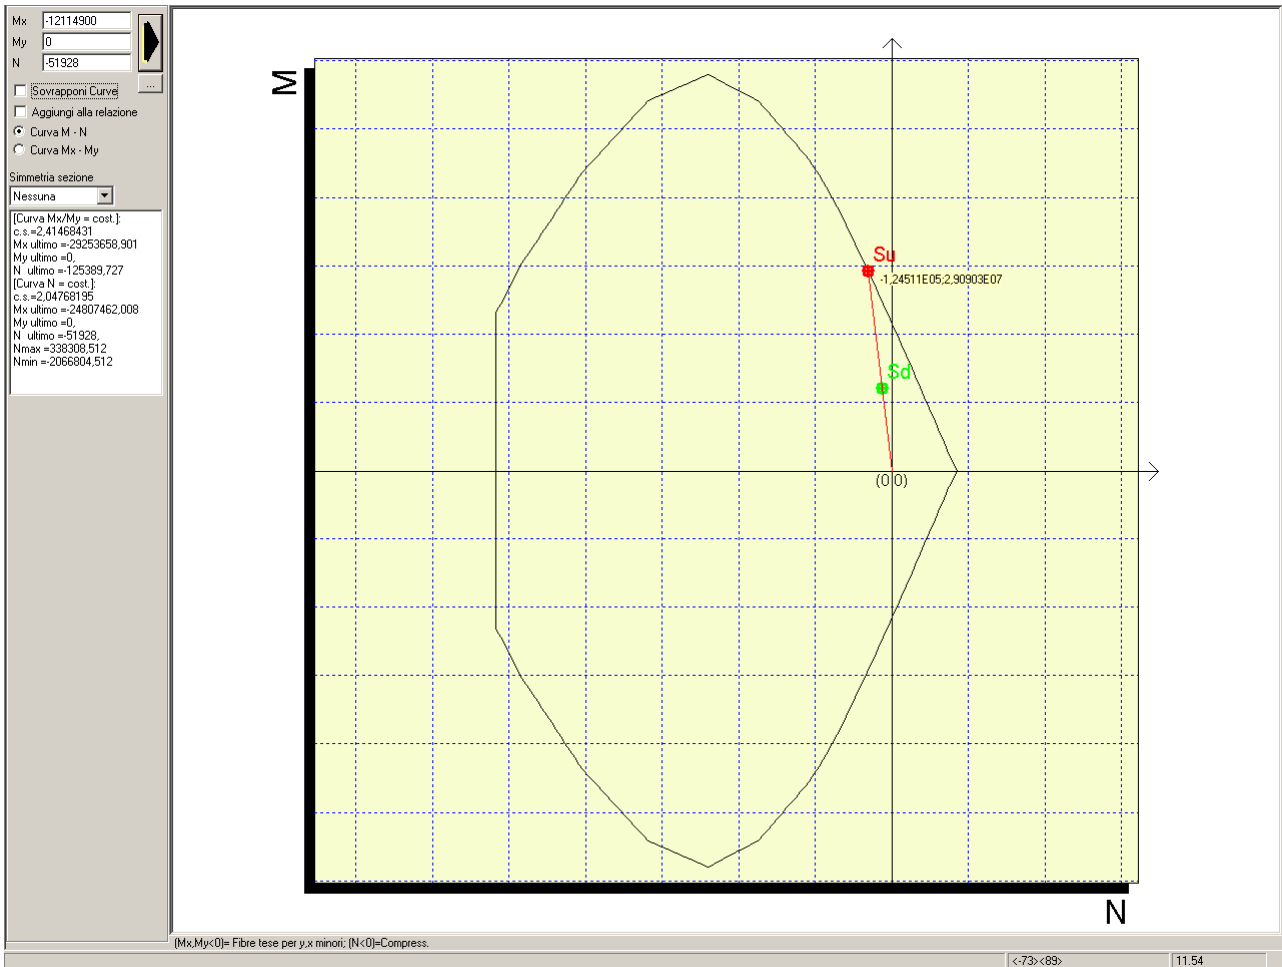 Mx -12114900
My 0
N -51928
...
Sovrapponi Curve
Aggiungi alla relazione
Curva M - N
Curva Mx - My
Simmetria sezione
Nessuna
[Curva Mx/My = cost.]:
c.s.=2,41468431
Mx ultimo =-29253658,901
My ultimo =0,
N ultimo =-125389,727
[Curva N = cost.]:
c.s.=2,04768195
Mx ultimo =-24807462,008
My ultimo =0,
N ultimo =-51928,
Nmax =338308,512
Nmin =-2066804,512
M
Su
-1,24511E05;2,90903E07
Sd
(0 0)
N
(Mx,My<0)= Fibre tese per y,x minori; (N<0)=Compress.
<-73><89>
11.54